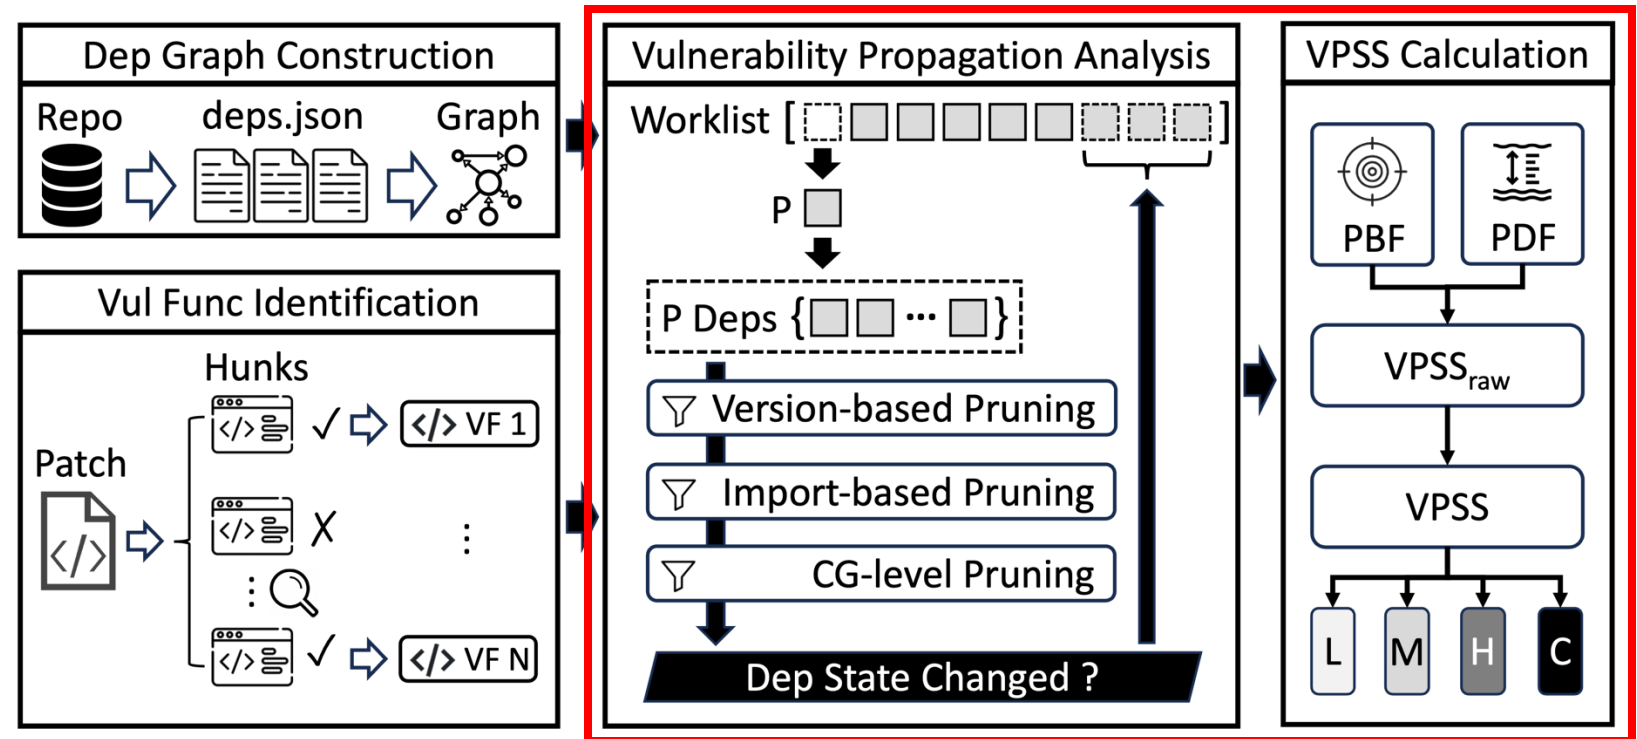 Dep Graph Construction
Repo
deps.json
Graph
Vul Func Identification
Hunks
Patch
</> VF 1
</>
</> VF N
Vulnerability Propagation Analysis
Worklist [ ]
P
P Deps { ... }
Version-based Pruning
Import-based Pruning
CG-level Pruning
Dep State Changed ?
VPSS Calculation
PBF
PDF
VPSSraw
VPSS
L
M
H
C